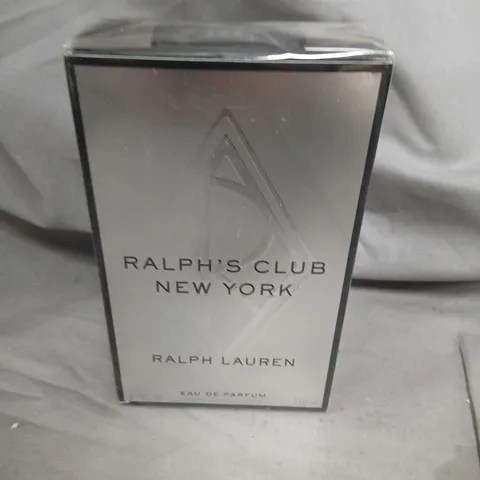 RALPH'S CLUB
NEW YORK
RALPH LAUREN
EAU DE PARFUM